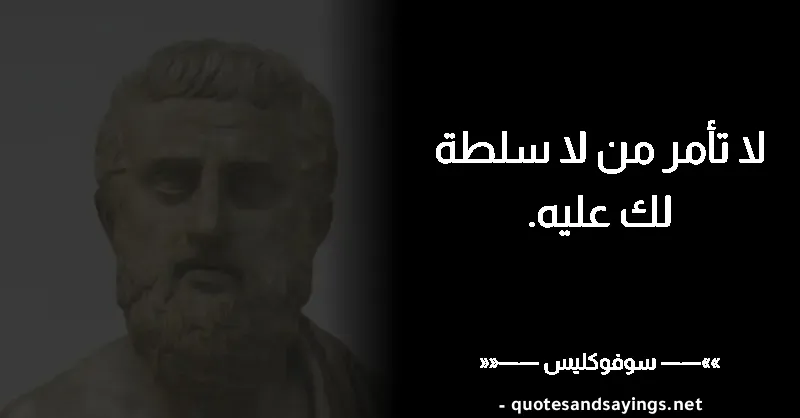 لا تأمر من لا سلطة
لك عليه.
»»—— سوفوكليس ——««
- quotesandsayings.net